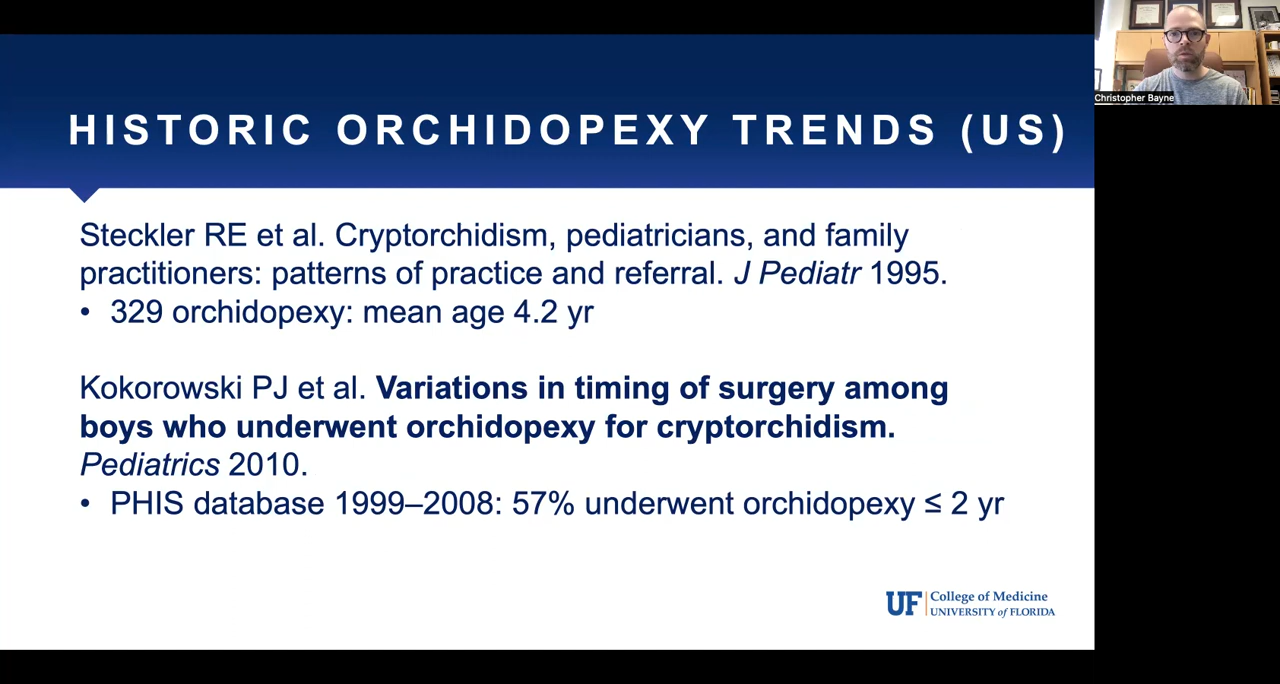 HISTORIC ORCHIDOPEXY TRENDS (US)
Christopher Bayne
Steckler RE et al. Cryptorchidism, pediatricians, and family
practitioners: patterns of practice and referral. J Pediatr 1995.
• 329 orchidopexy: mean age 4.2 yr
Kokorowski PJ et al. Variations in timing of surgery among
boys who underwent orchidopexy for cryptorchidism.
Pediatrics 2010.
• PHIS database 1999–2008: 57% underwent orchidopexy ≤ 2 yr
UF College of Medicine
UNIVERSITY of FLORIDA